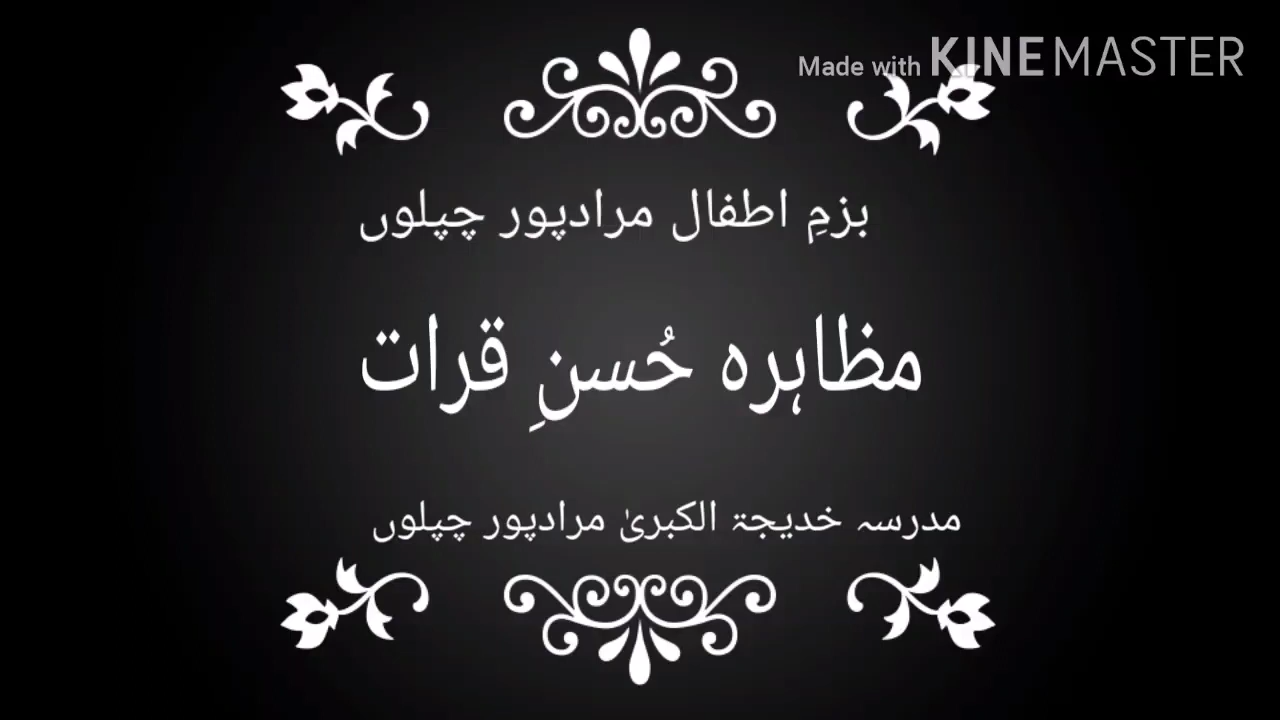 Made with KINEMASTER
بزمِ اطفال مرادپور چپلوں
مظاہرہ حُسنِ قرات
مدرسہ خدیجۃ الکبریٰ مرادپور چپلوں